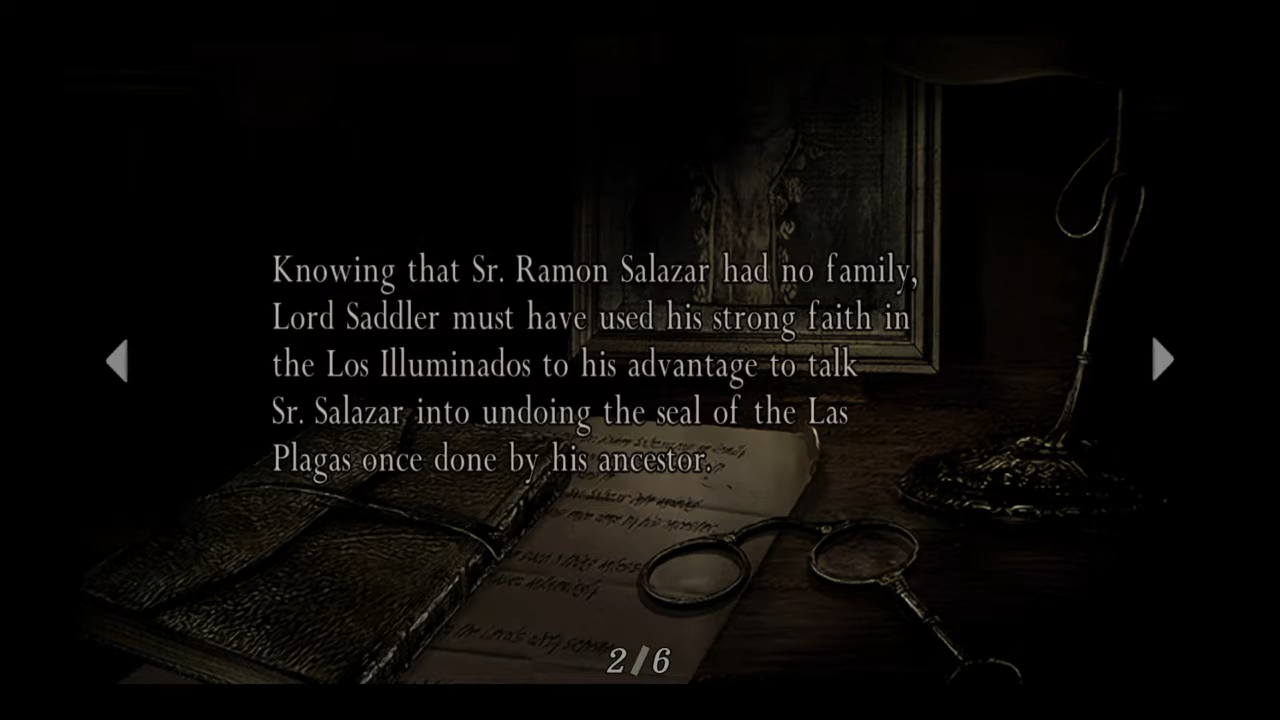 Knowing that Sr. Ramon Salazar had no family,
Lord Saddler must have used his strong faith in
the Los Illuminados to his advantage to talk
Sr. Salazar into undoing the seal of the Las
Plagas once done by his ancestor.
2/6